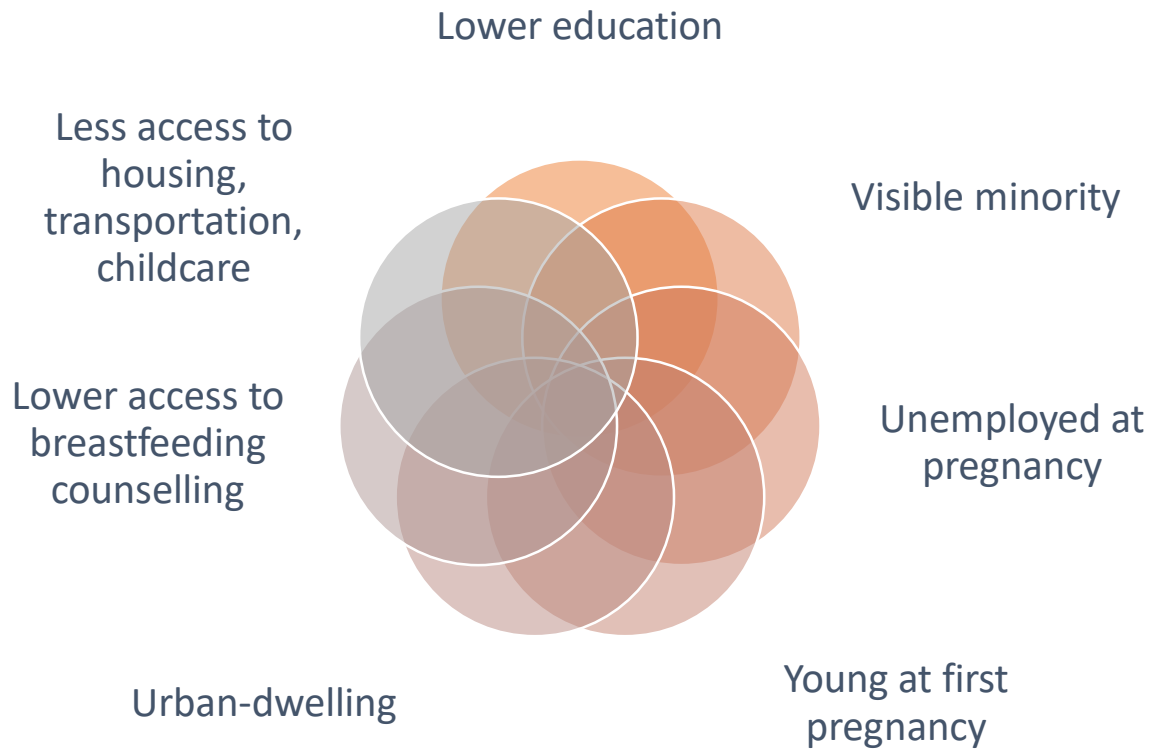 Lower education
Less access to
housing,
transportation,
childcare
Visible minority
Lower access to
breastfeeding
counselling
Unemployed at
pregnancy
Urban-dwelling
Young at first
pregnancy